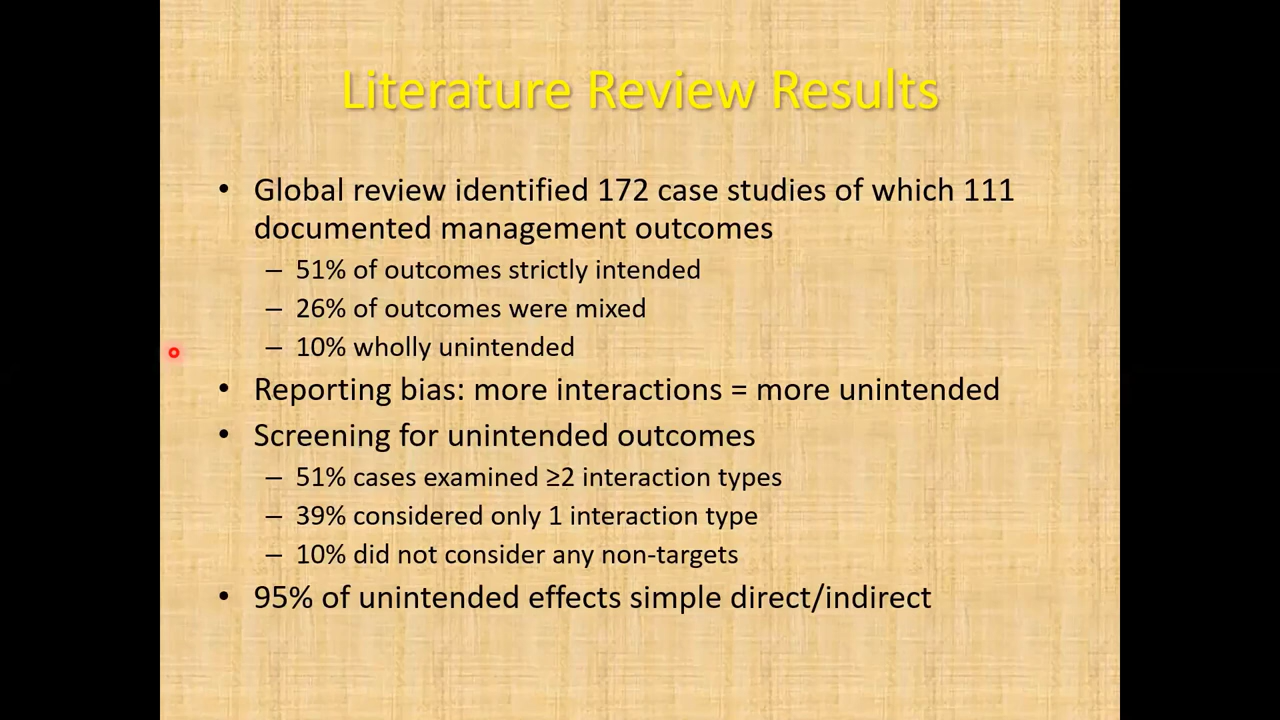 Literature Review Results
• Global review identified 172 case studies of which 111
documented management outcomes
– 51% of outcomes strictly intended
– 26% of outcomes were mixed
– 10% wholly unintended
• Reporting bias: more interactions = more unintended
• Screening for unintended outcomes
– 51% cases examined ≥2 interaction types
– 39% considered only 1 interaction type
– 10% did not consider any non-targets
• 95% of unintended effects simple direct/indirect